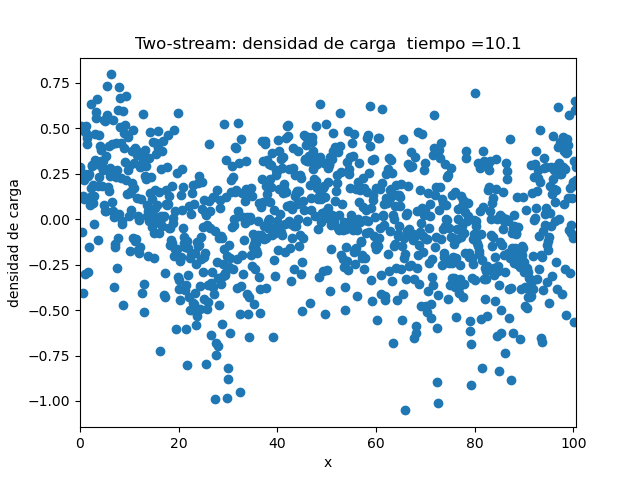 Two-stream: densidad de carga  tiempo =10.1
densidad de carga
0.75
0.50
0.25
0.00
−0.25
−0.50
−0.75
−1.00
0 20 40 60 80 100
x